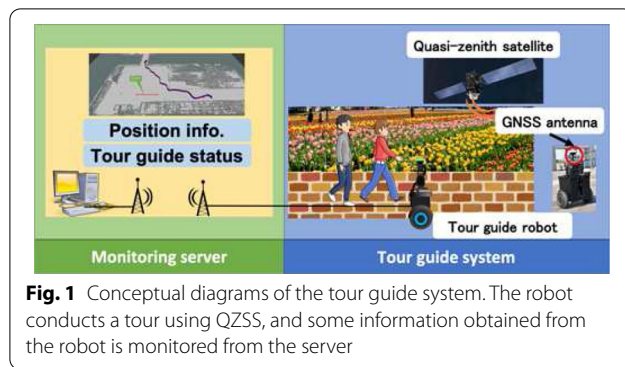 Quasi-zenith satellite
GNSS antenna
Position info.
Tour guide status
Tour guide robot
Monitoring server
Tour guide system
Fig. 1 Conceptual diagrams of the tour guide system. The robot
conducts a tour using QZSS, and some information obtained from
the robot is monitored from the server